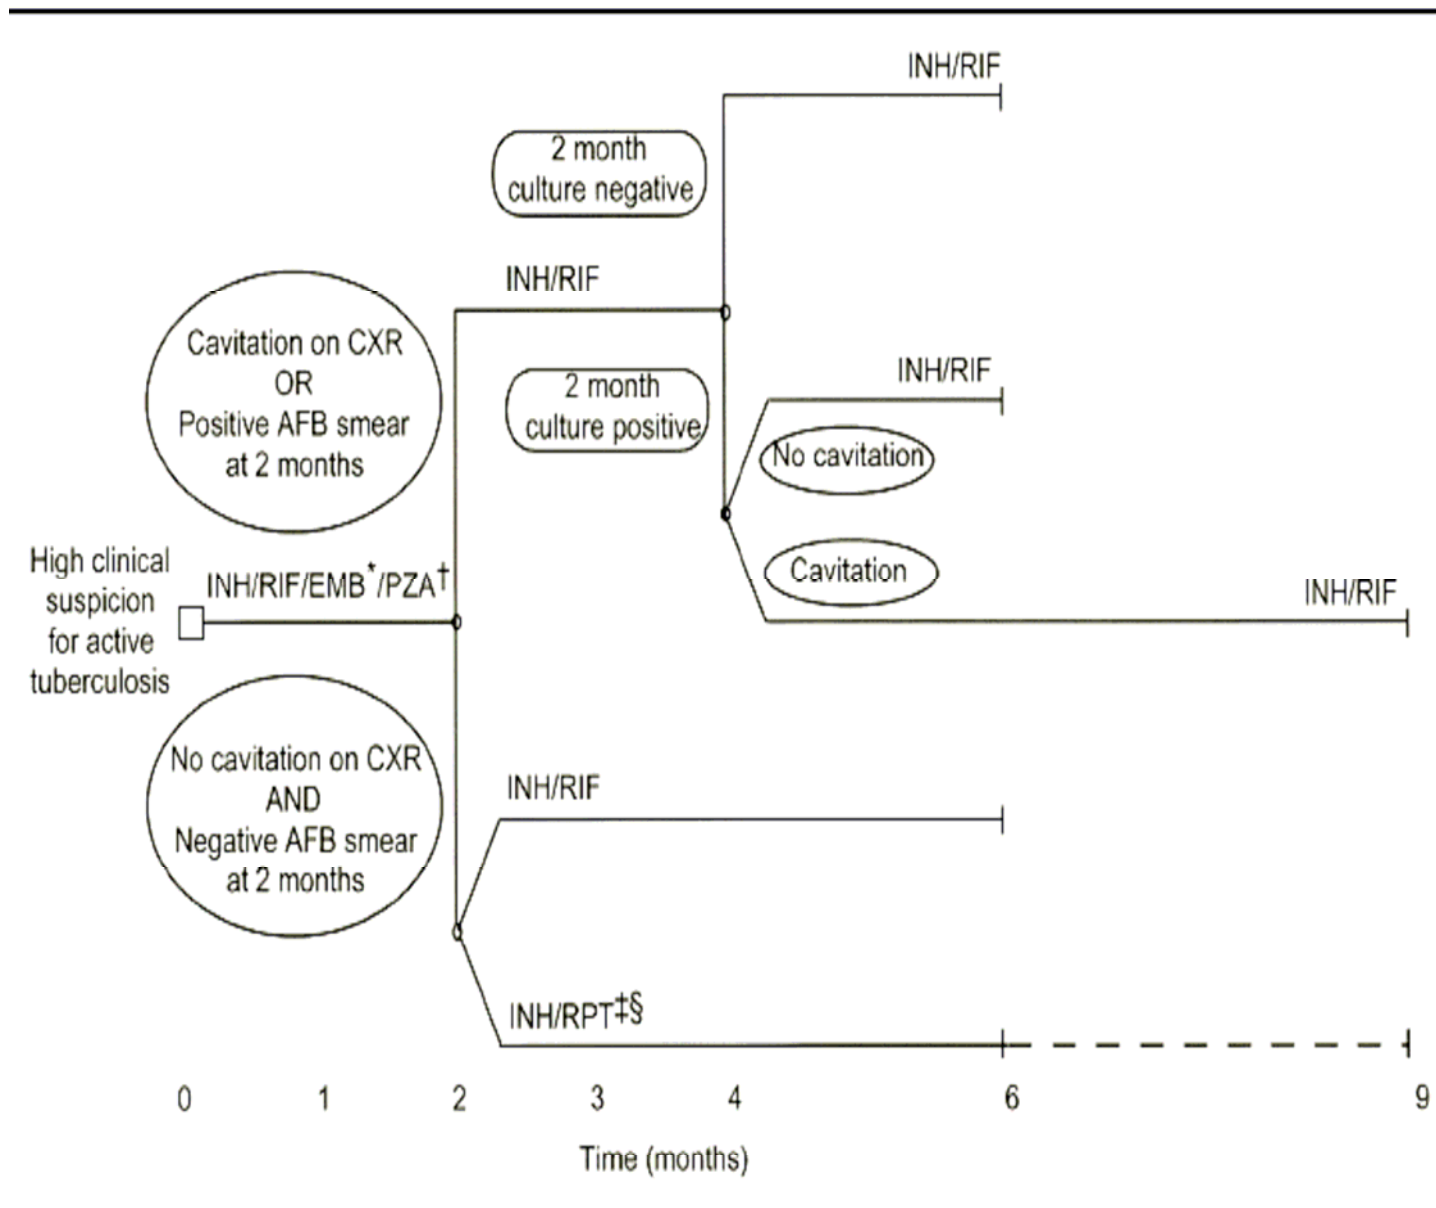 INH/RIF
2 month
culture negative
INH/RIF
Cavitation on CXR
OR
Positive AFB smear
at 2 months
INH/RIF
2 month
culture positive
No cavitation
Cavitation
INH/RIF
High clinical
suspicion
for active
tuberculosis
INH/RIF/EMB*/PZA†
No cavitation on CXR
AND
Negative AFB smear
at 2 months
INH/RIF
INH/RPT‡§
0 1 2 3 4 6 9
Time (months)